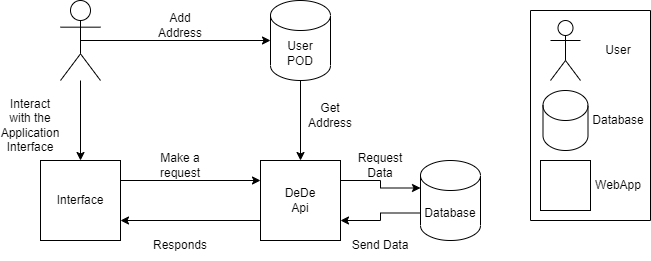 Add
Address
User
POD
Interact
with the
Application
Interface
Get
Address
Make a
request
Request
Data
Interface
DeDe
Api
Database
Responds
Send Data
User
Database
WebApp